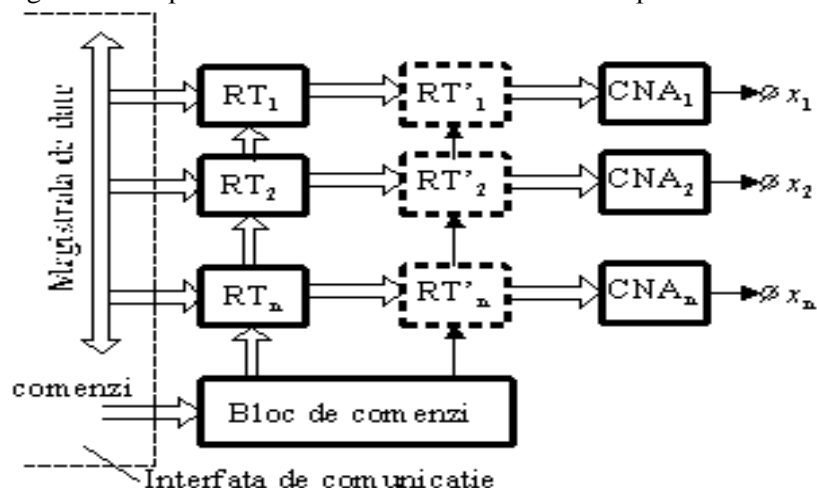 RT1 RT'1 CNA1 x1
RT2 RT'2 CNA2 x2
RTn RT'n CNAn xn
Magistrala de date
comenzi
Bloc de comenzi
Interfata de comunicatie